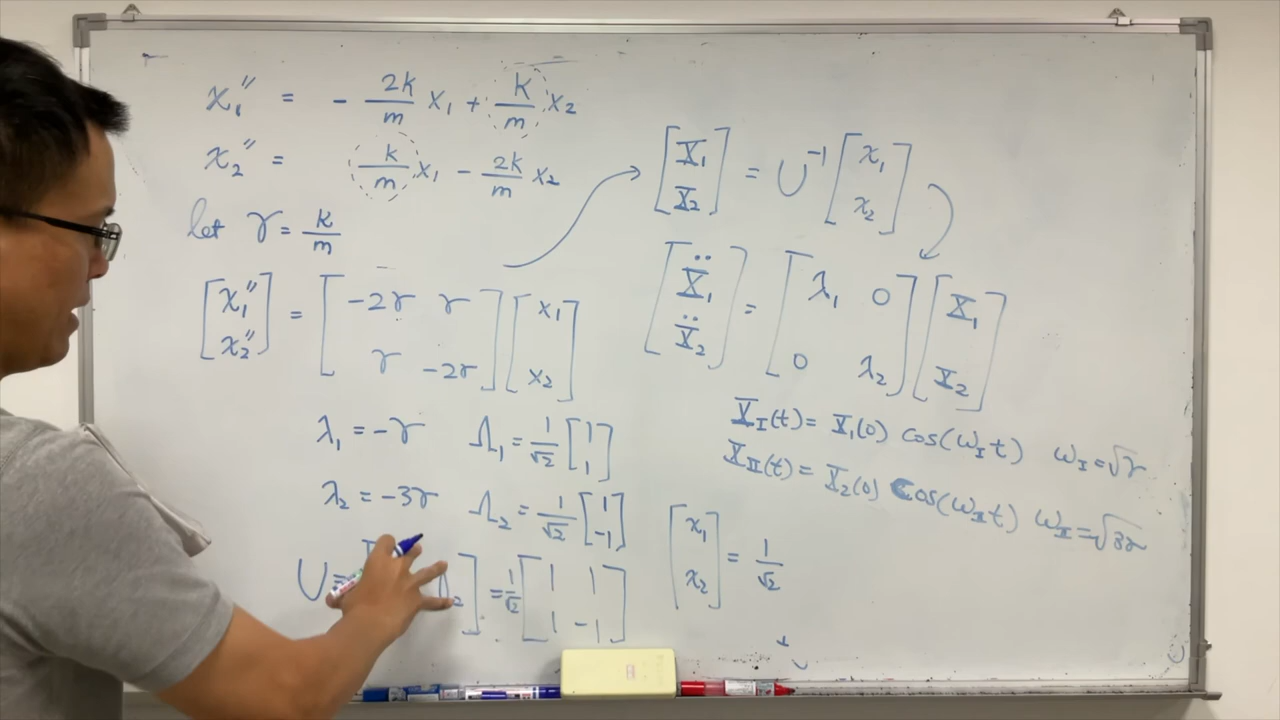 x₁'' = - 2k/m x₁ + k/m x₂
x₂'' = k/m x₁ - 2k/m x₂
let γ = k/m
[x₁'' x₂''] = [-2γ γ; γ -2γ] [x₁ x₂]
λ₁ = -γ Λ₁ = 1/√2 [1 1]
λ₂ = -3γ Λ₂ = 1/√2 [1 -1]
U = [ Λ₂] = 1/√2 [1 1; 1 -1]
[X₁ X₂] = U⁻¹ [x₁ x₂]
[Ẍ₁ Ẍ₂] = [λ₁ 0; 0 λ₂] [X₁ X₂]
X_I(t) = X₁(0) cos(ω_I t) ω_I = √γ
X_II(t) = X₂(0) cos(ω_II t) ω_II = √3γ
[x₁ x₂] = 1/√2